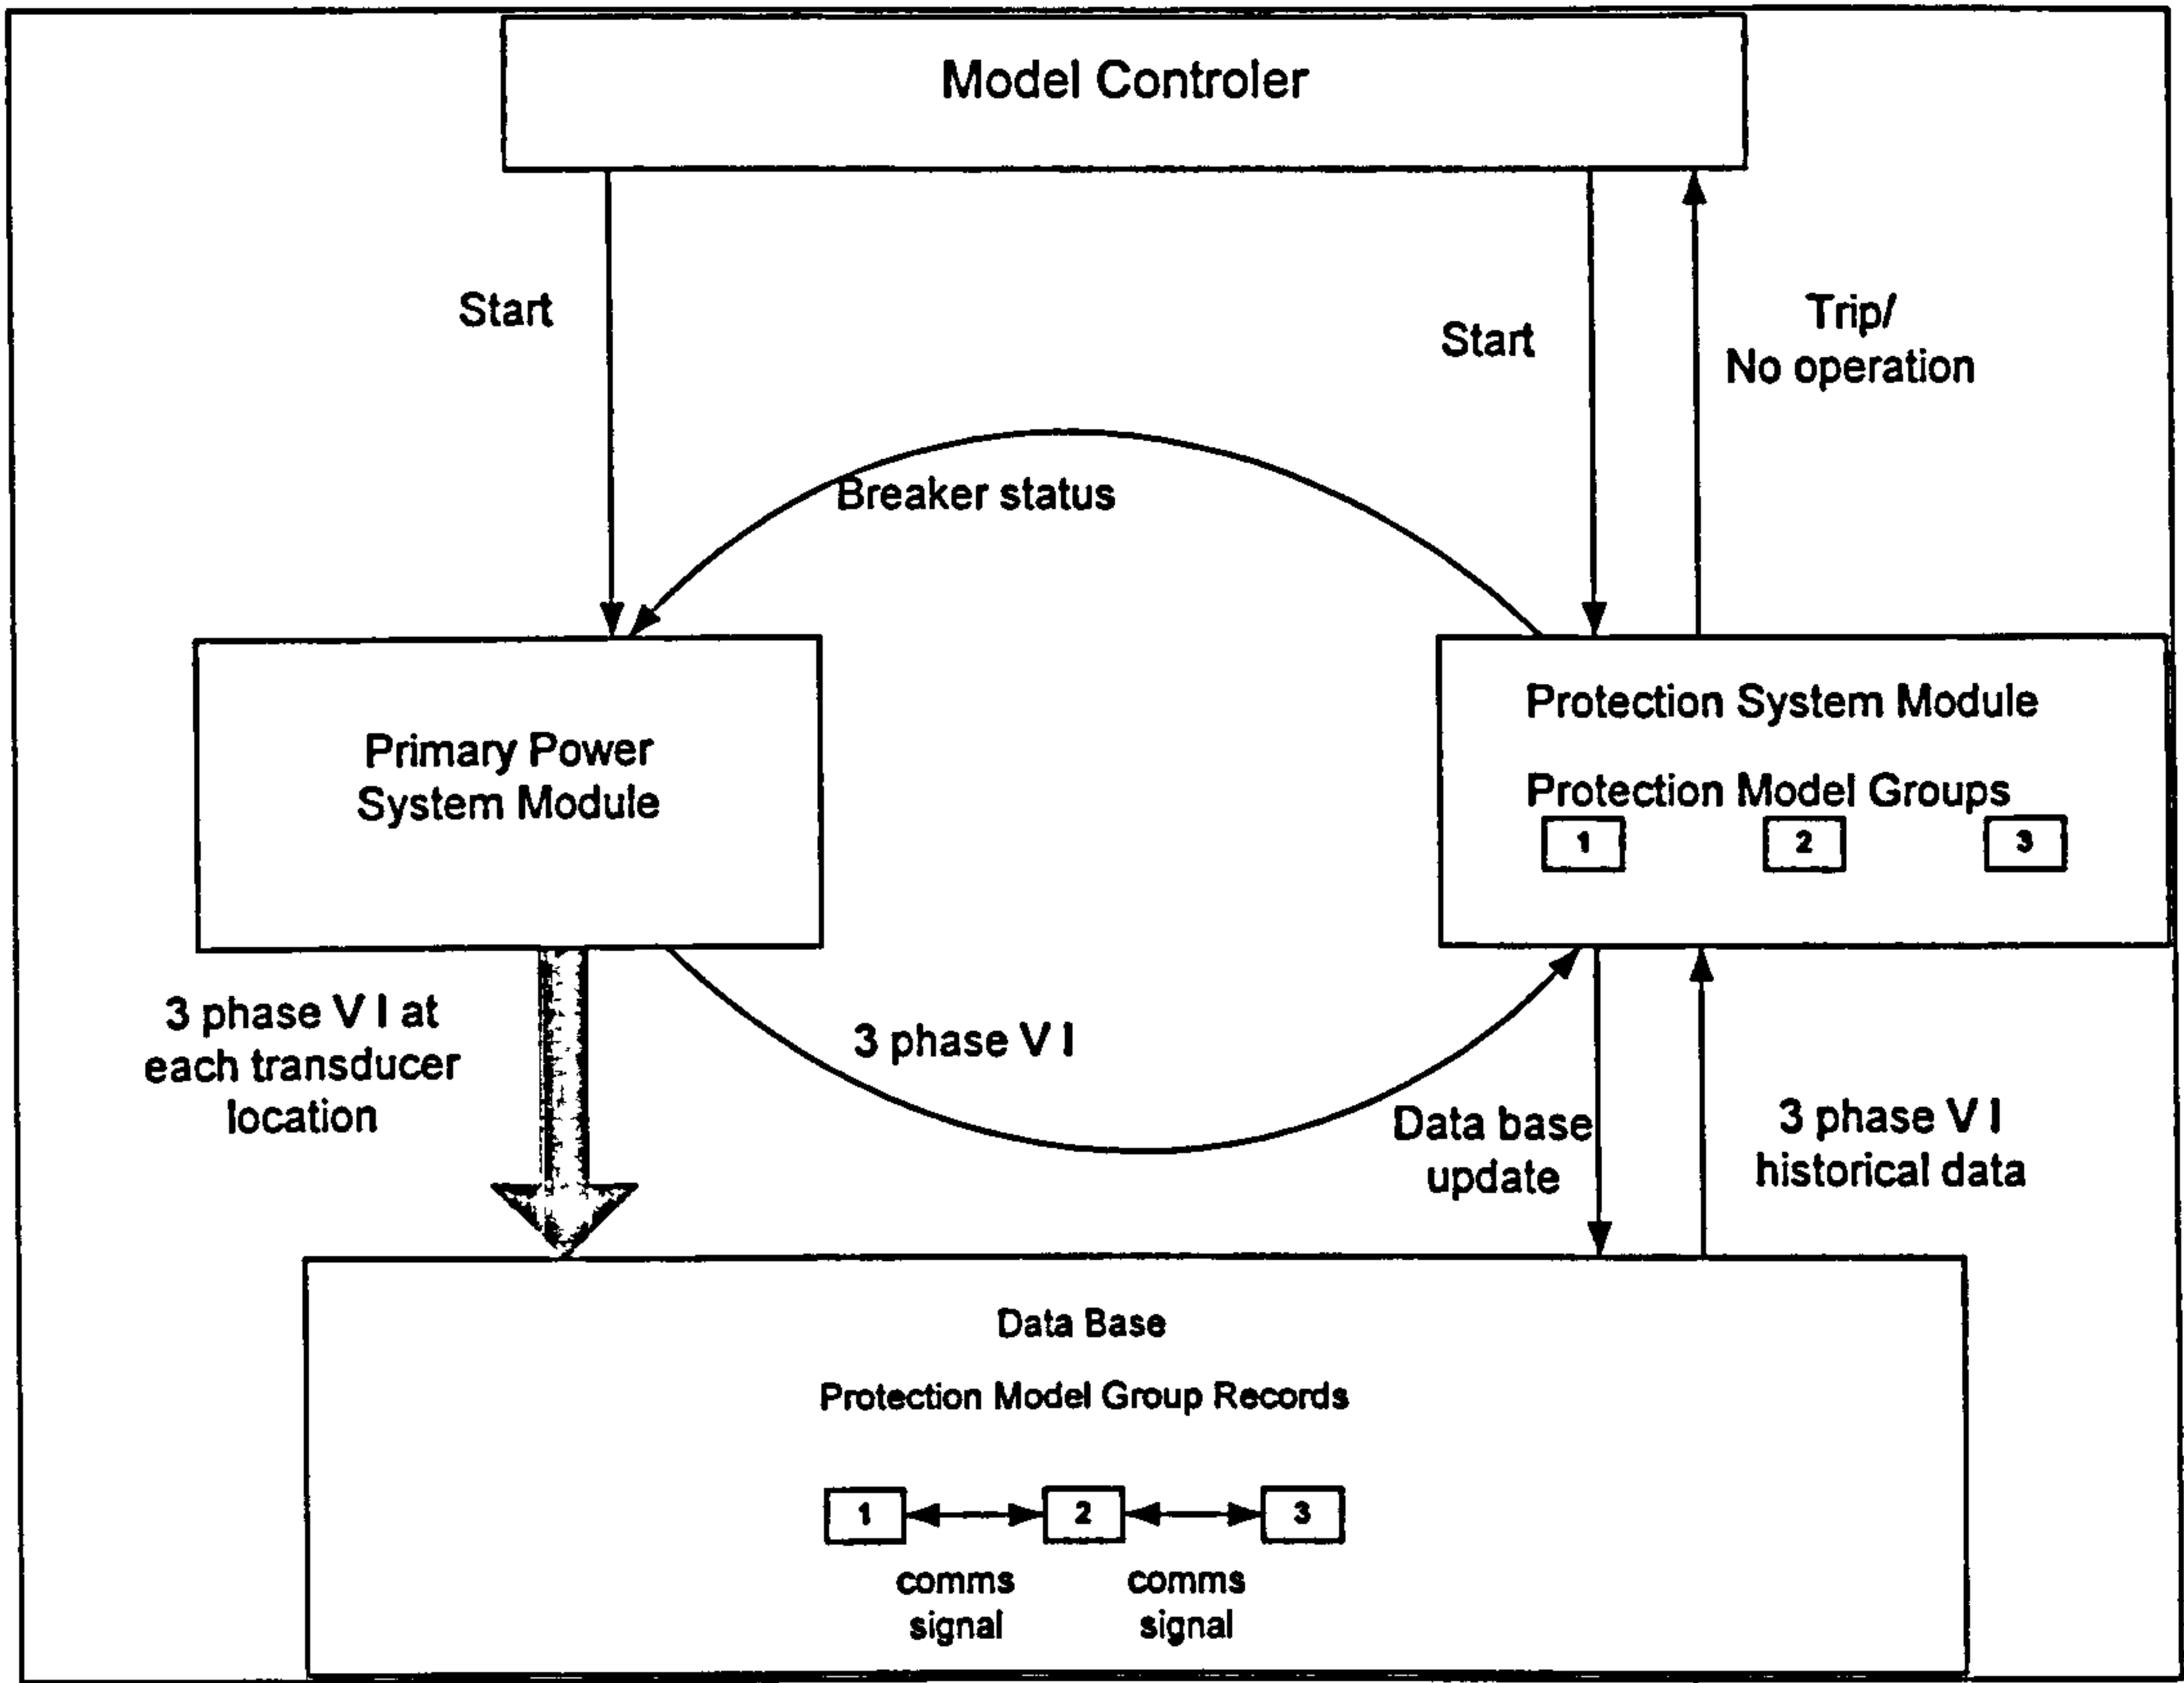 Model Controler
Start
Start
Trip/
No operation
Breaker status
Primary Power
System Module
Protection System Module
Protection Model Groups
1
2
3
3 phase V I at
each transducer
location
3 phase V I
Data base
update
3 phase V I
historical data
Data Base
Protection Model Group Records
1
2
3
comms
signal
comms
signal